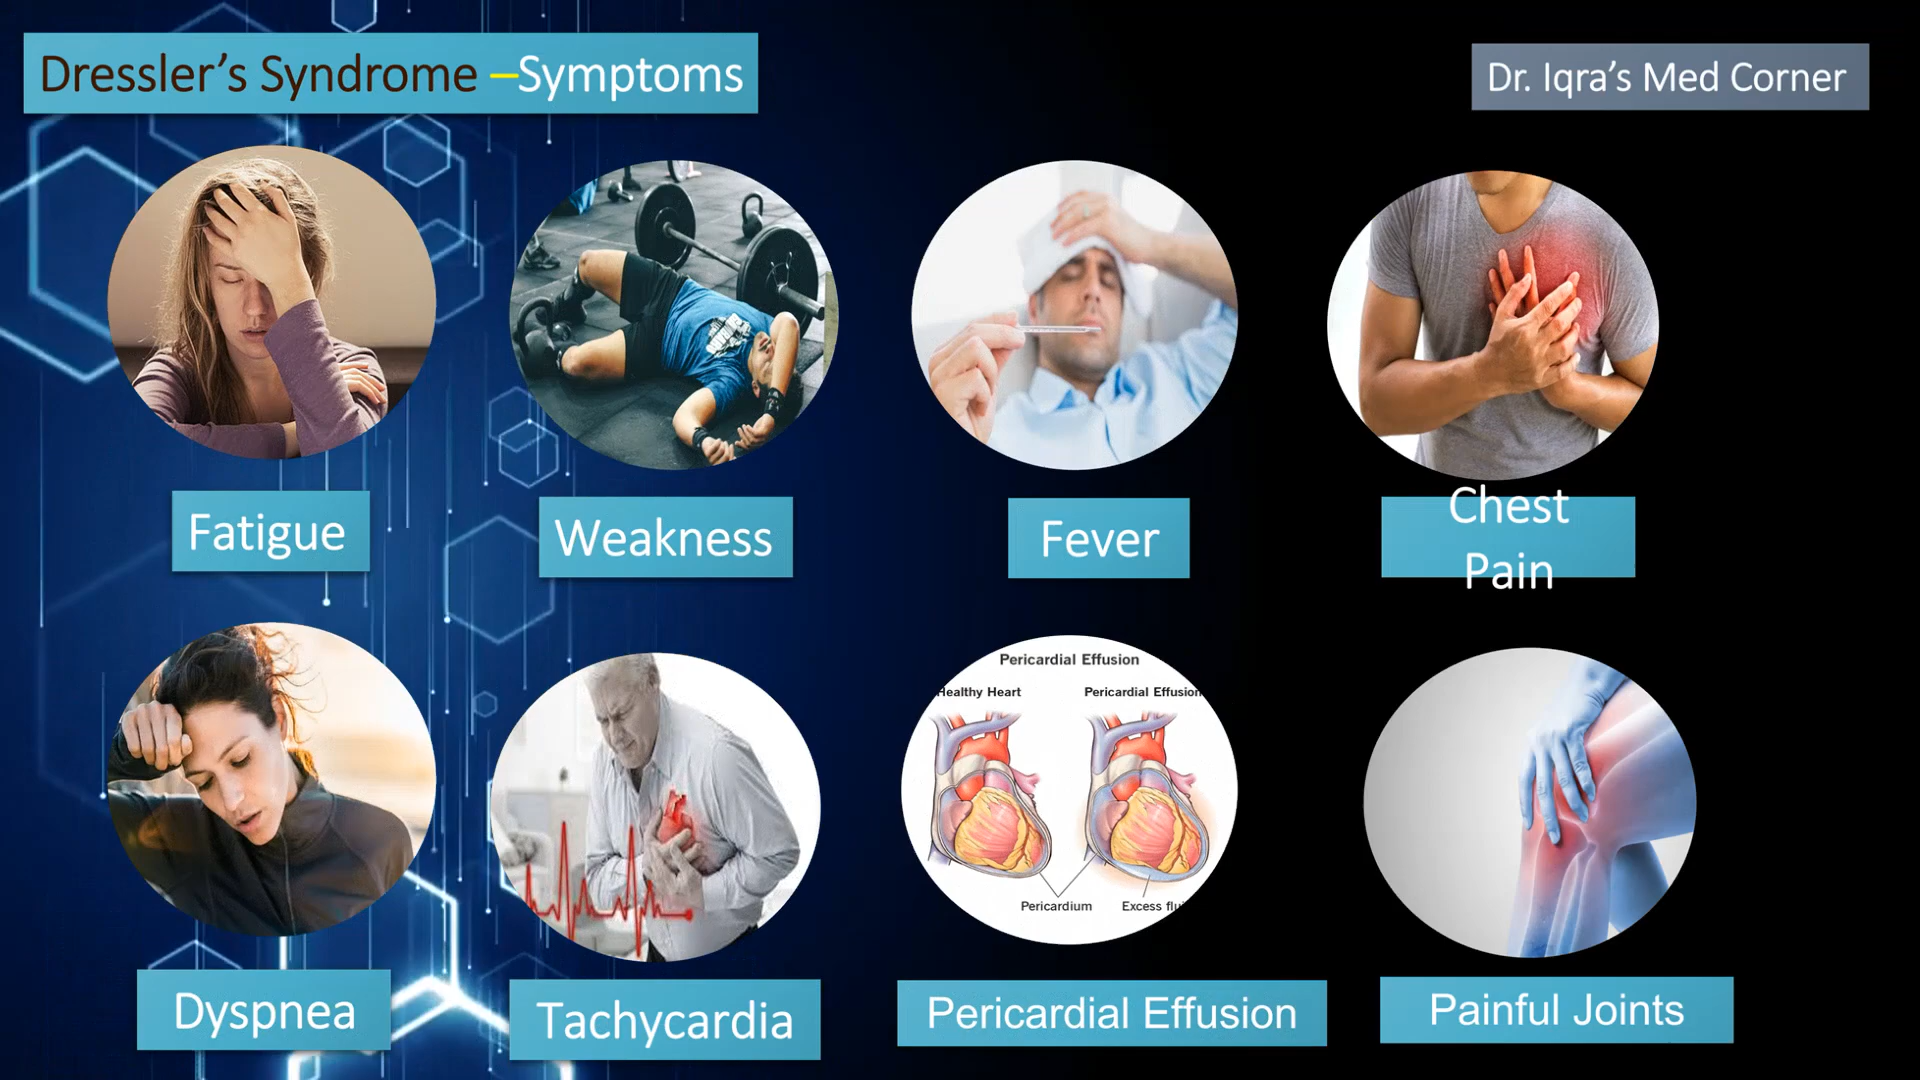 Dressler's Syndrome –Symptoms
Dr. Iqra's Med Corner
Fatigue
Weakness
Fever
Chest
Pain
Pericardial Effusion
Healthy Heart
Pericardial Effusion
Pericardium
Excess
Dyspnea
Tachycardia
Pericardial Effusion
Painful Joints